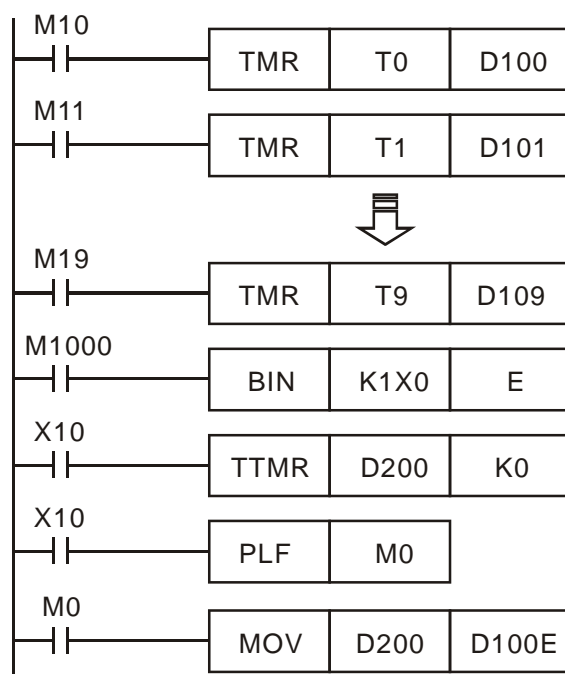 M10
TMR T0 D100
M11
TMR T1 D101
M19
TMR T9 D109
M1000
BIN K1X0 E
X10
TTMR D200 K0
X10
PLF M0
M0
MOV D200 D100E